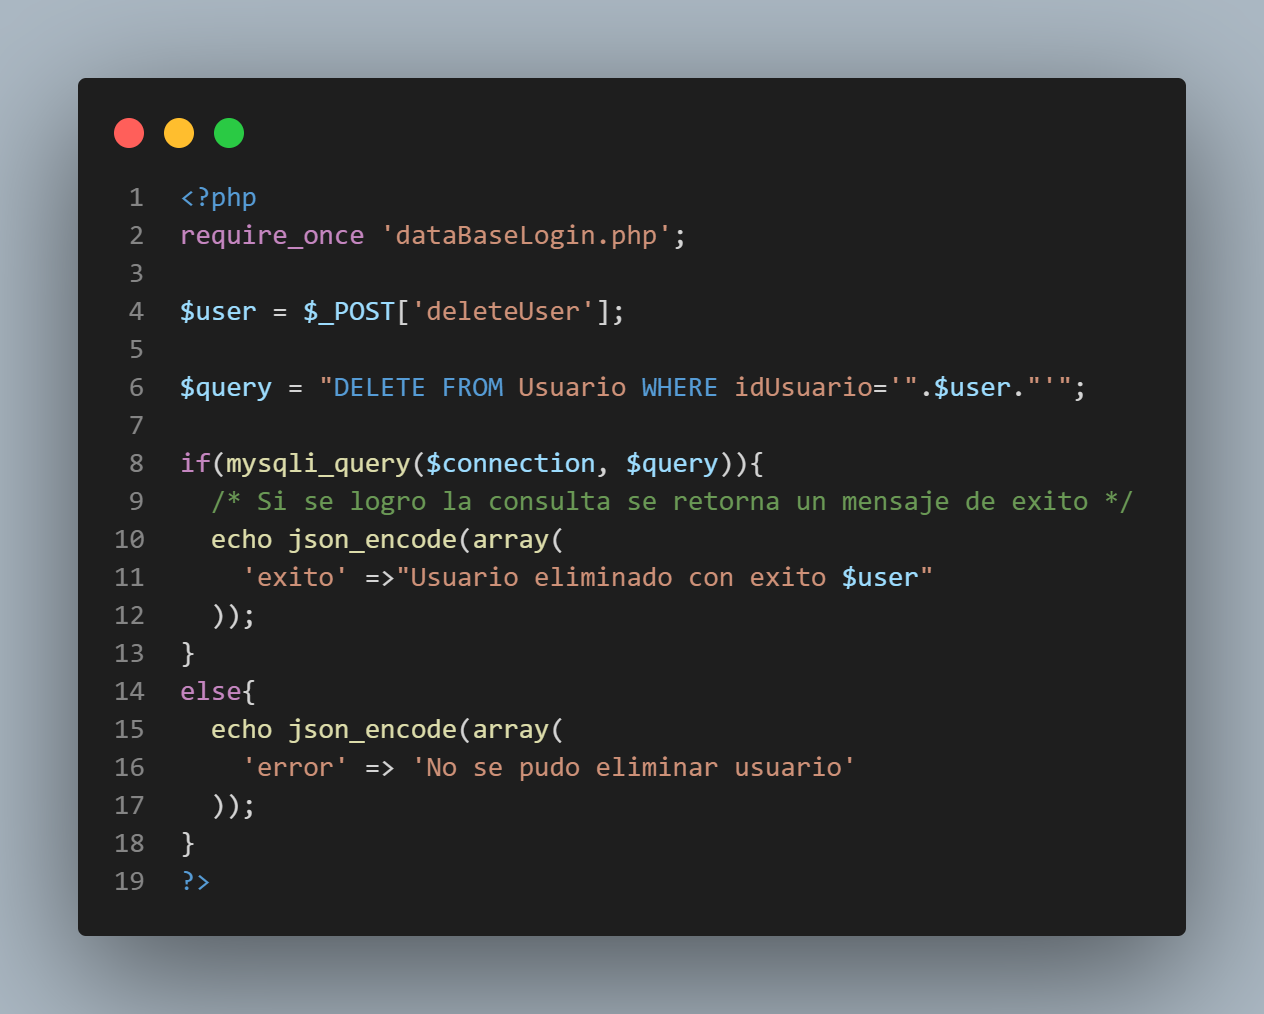 1 <?php
2 require_once 'dataBaseLogin.php';
3
4 $user = $_POST['deleteUser'];
5
6 $query = "DELETE FROM Usuario WHERE idUsuario='".$user."'";
7
8 if(mysqli_query($connection, $query)){
9   /* Si se logro la consulta se retorna un mensaje de exito */
10   echo json_encode(array(
11     'exito' =>"Usuario eliminado con exito $user"
12   ));
13 }
14 else{
15   echo json_encode(array(
16     'error' => 'No se pudo eliminar usuario'
17   ));
18 }
19 ?>